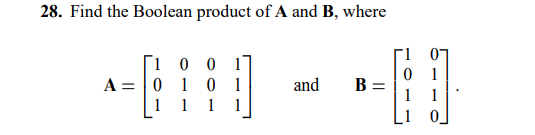 28. Find the Boolean product of A and B, where
A = [1 0 0 1
0 1 0 1
1 1 1 1] and B = [1 0
0 1
1 1
1 0].